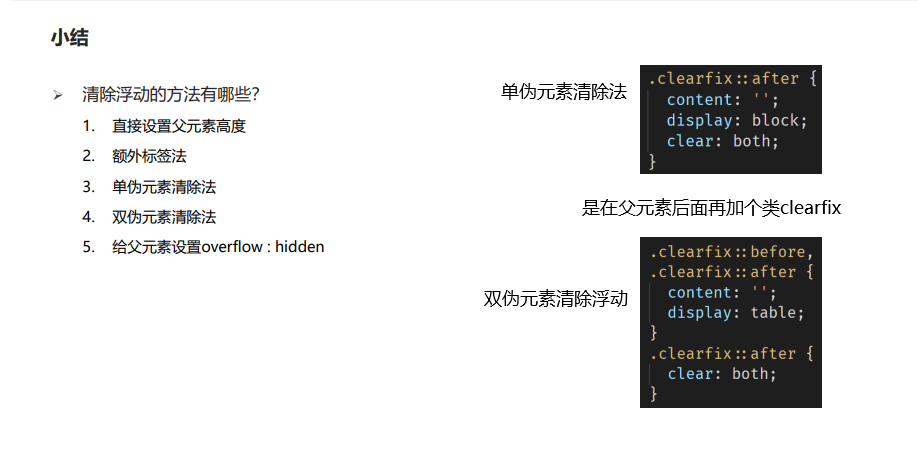 小结
➢ 清除浮动的方法有哪些？
1. 直接设置父元素高度
2. 额外标签法
3. 单伪元素清除法
4. 双伪元素清除法
5. 给父元素设置overflow : hidden
单伪元素清除法
.clearfix::after {
content: '';
display: block;
clear: both;
}
是在父元素后面再加个类clearfix
双伪元素清除浮动
.clearfix::before,
.clearfix::after {
content: '';
display: table;
}
.clearfix::after {
clear: both;
}